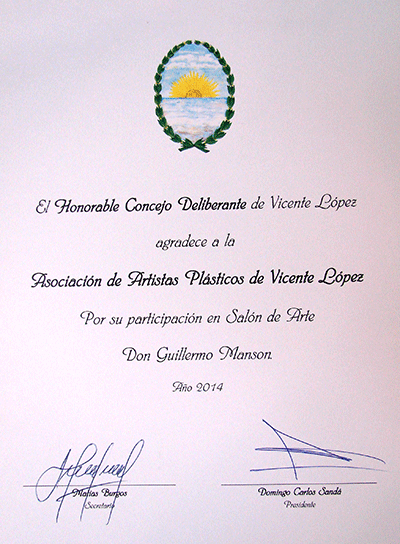 El Honorable Concejo Deliberante de Vicente López
agradece a la
Asociación de Artistas Plásticos de Vicente López
Por su participación en Salón de Arte
Don Guillermo Manson.
Año 2014
Matías Burgos
Secretario
Domingo Carlos Sandá
Presidente